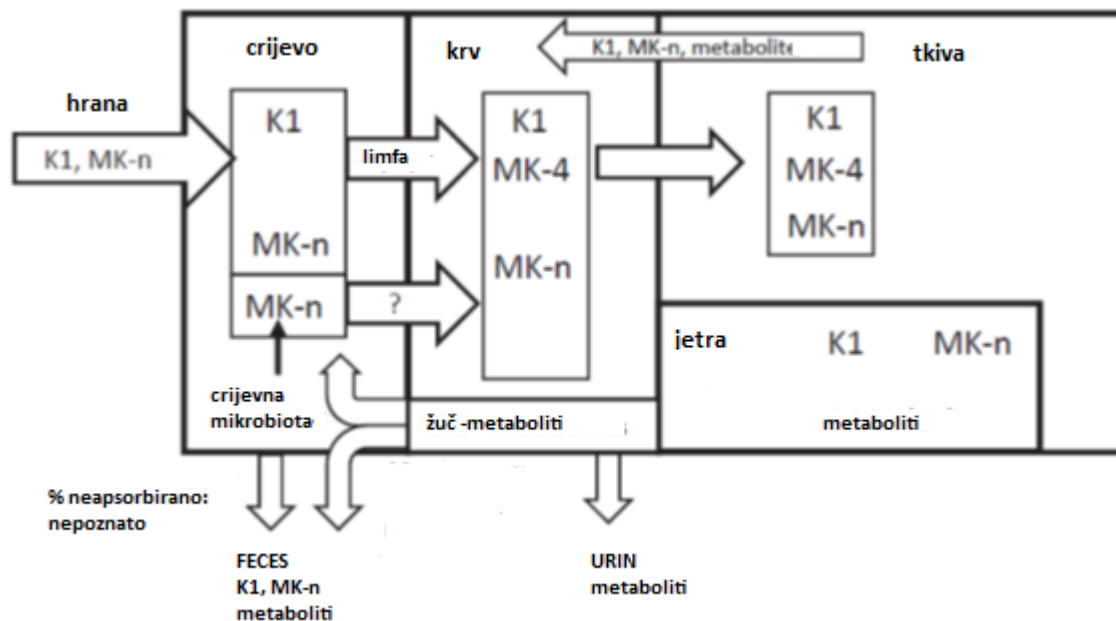 crijevo
krv
K1, MK-n, metabolite
tkiva
hrana
K1, MK-n
K1
MK-n
MK-n
limfa
?
K1
MK-4
MK-n
K1
MK-4
MK-n
jetra
K1
MK-n
metaboliti
crijevna
mikrobiota
žuč -metaboliti
% neapsorbirano:
nepoznato
FECES
K1, MK-n
metaboliti
URIN
metaboliti